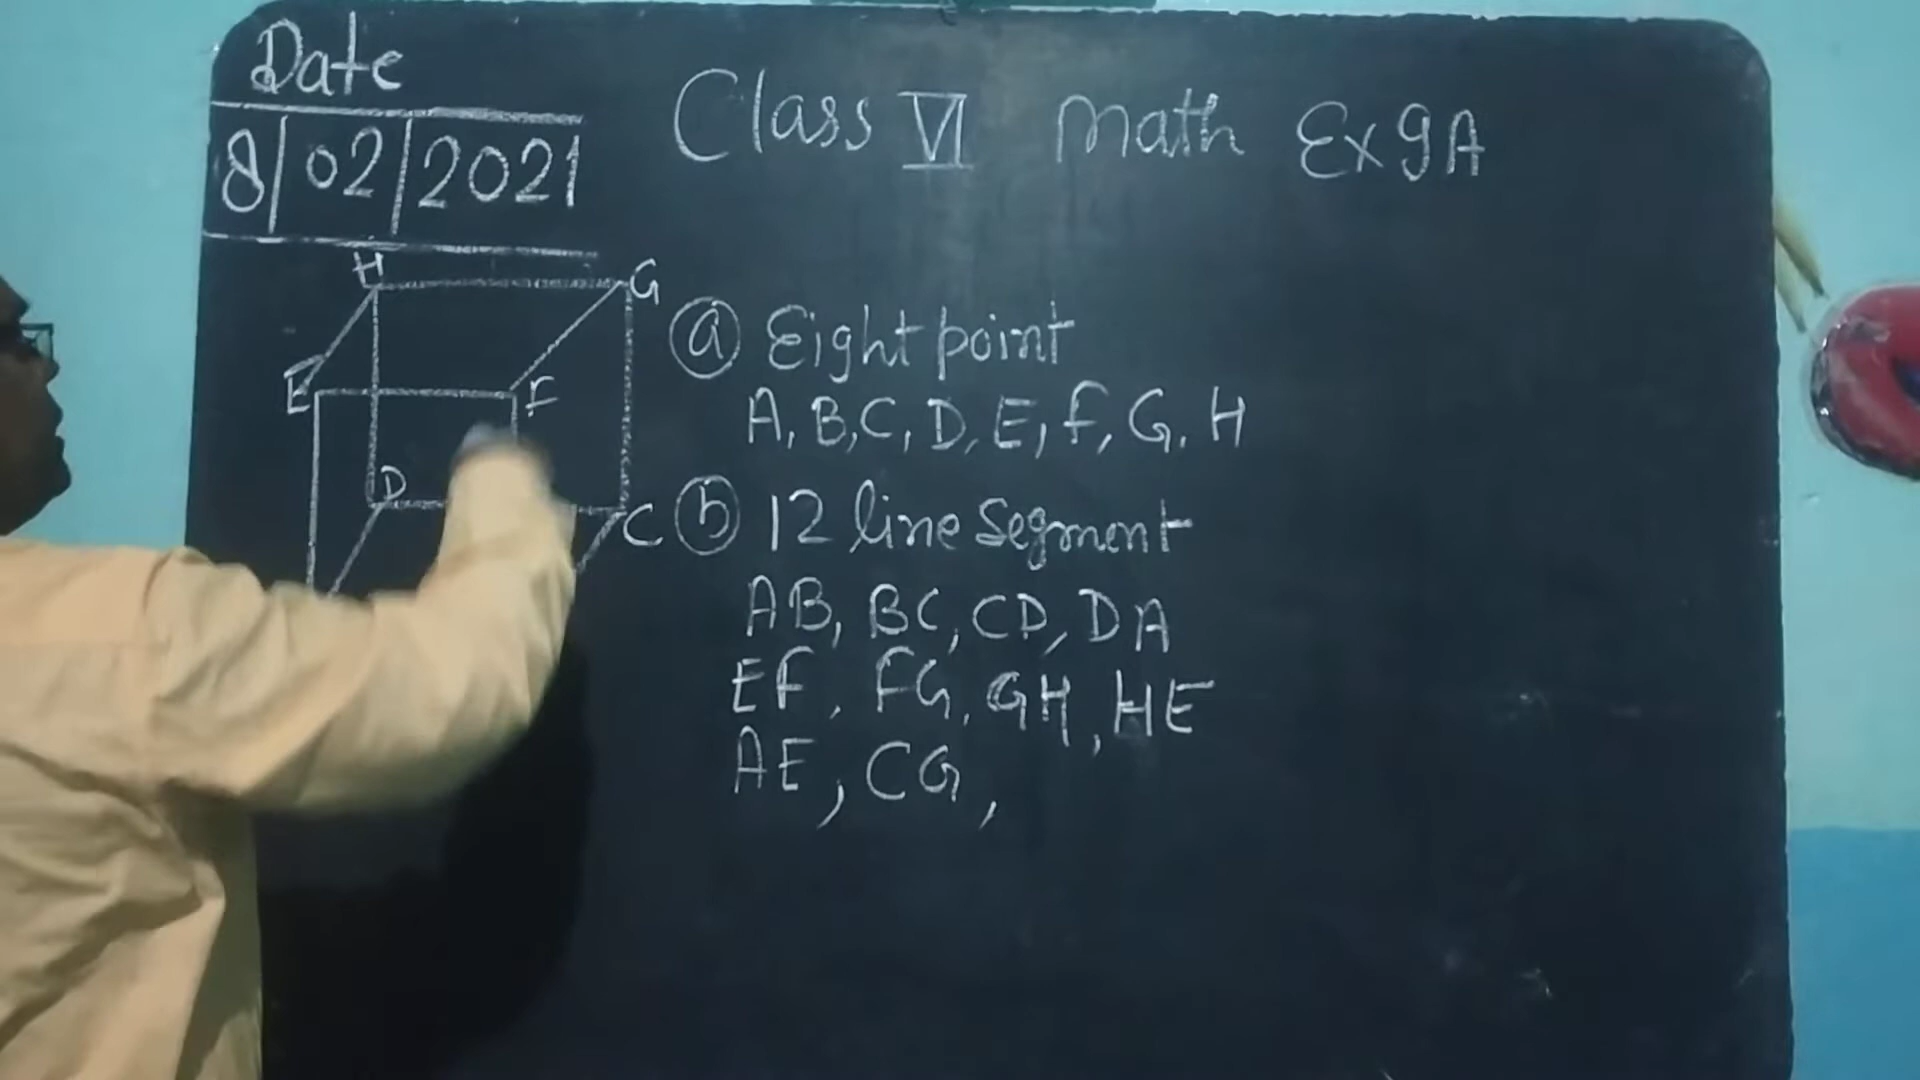 Date
8/02/2021
Class VI Math Ex 9A
H
G
E
F
D
C
(a) Eight point
A, B, C, D, E, F, G, H
(b) 12 line segment
AB, BC, CD, DA
EF, FG, GH, HE
AE, CG,